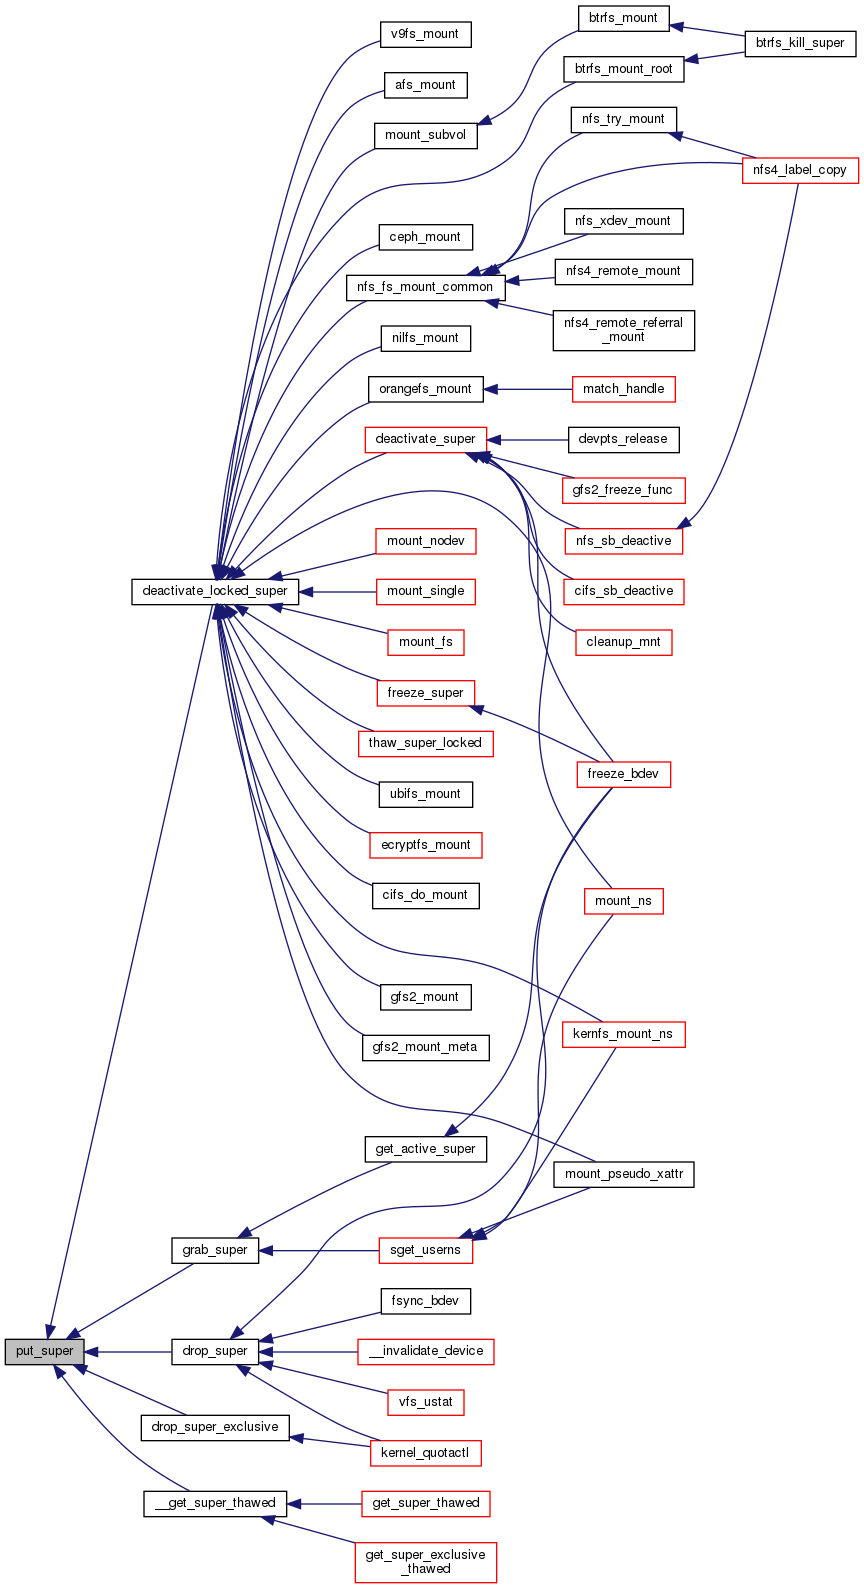 btrfs_mount
v9fs_mount
btrfs_kill_super
btrfs_mount_root
afs_mount
nfs_try_mount
mount_subvol
nfs4_label_copy
nfs_xdev_mount
ceph_mount
nfs4_remote_mount
nfs_fs_mount_common
nfs4_remote_referral
_mount
nilfs_mount
orangefs_mount
match_handle
deactivate_super
devpts_release
gfs2_freeze_func
mount_nodev
nfs_sb_deactive
deactivate_locked_super
mount_single
cifs_sb_deactive
mount_fs
cleanup_mnt
freeze_super
thaw_super_locked
freeze_bdev
ubifs_mount
ecryptfs_mount
cifs_do_mount
mount_ns
gfs2_mount
kernfs_mount_ns
gfs2_mount_meta
get_active_super
mount_pseudo_xattr
grab_super
sget_userns
fsync_bdev
put_super
drop_super
__invalidate_device
vfs_ustat
drop_super_exclusive
kernel_quotactl
__get_super_thawed
get_super_thawed
get_super_exclusive
_thawed